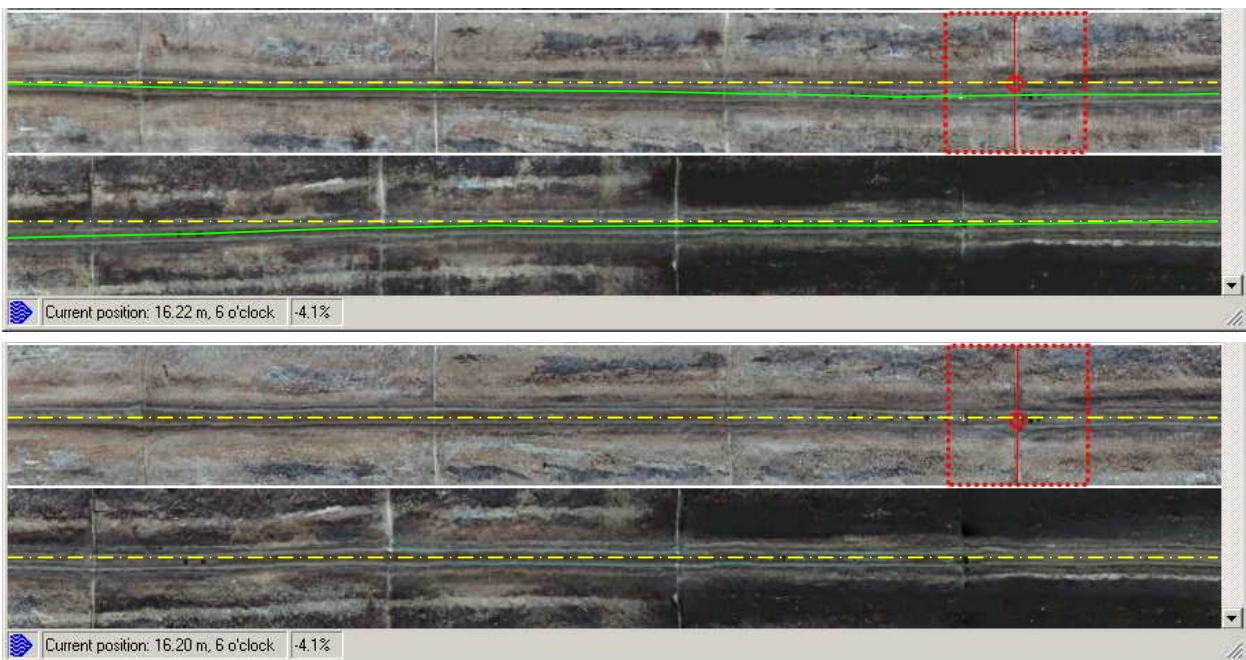 Current position: 16.22 m, 6 o'clock -4.1%
Current position: 16.20 m, 6 o'clock -4.1%